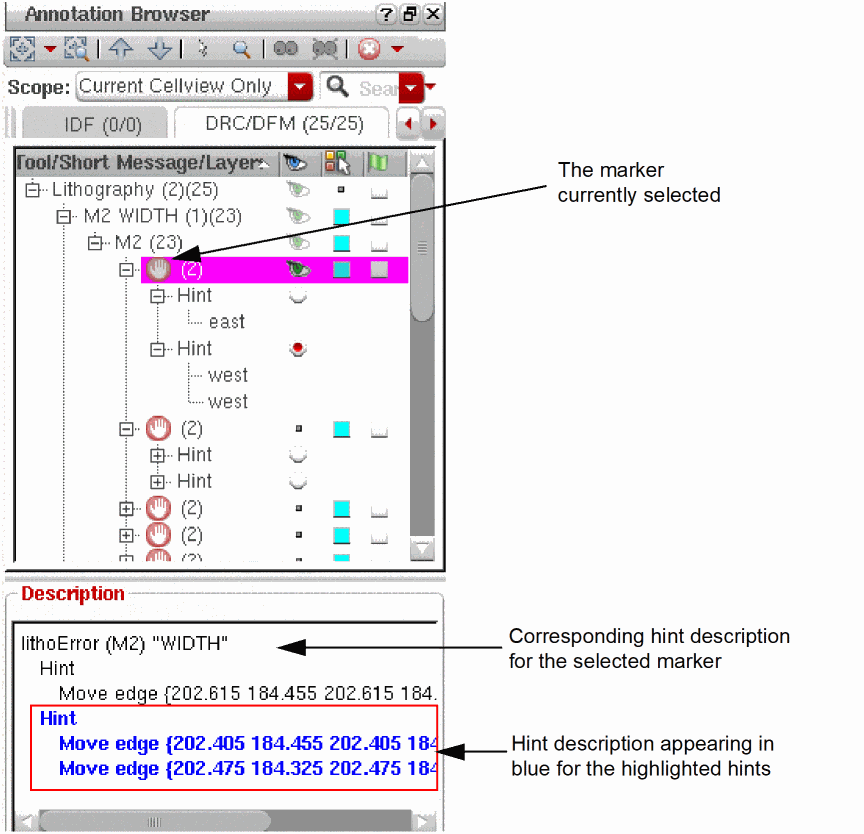 Annotation Browser
Scope: Current Cellview Only
IDF (0/0) DRC/DFM (25/25)
Tool/Short Message/Layer
Lithography (2)(25)
M2 WIDTH (1)(23)
M2 (23)
(2)
Hint
east
Hint
west
west
(2)
Hint
Hint
(2)
(2)
(2)
The marker
currently selected
Description
lithoError (M2) "WIDTH"
Hint
Move edge {202.615 184.455 202.615 184.
Hint
Move edge {202.405 184.455 202.405 184
Move edge {202.475 184.325 202.475 184
Corresponding hint description
for the selected marker
Hint description appearing in
blue for the highlighted hints